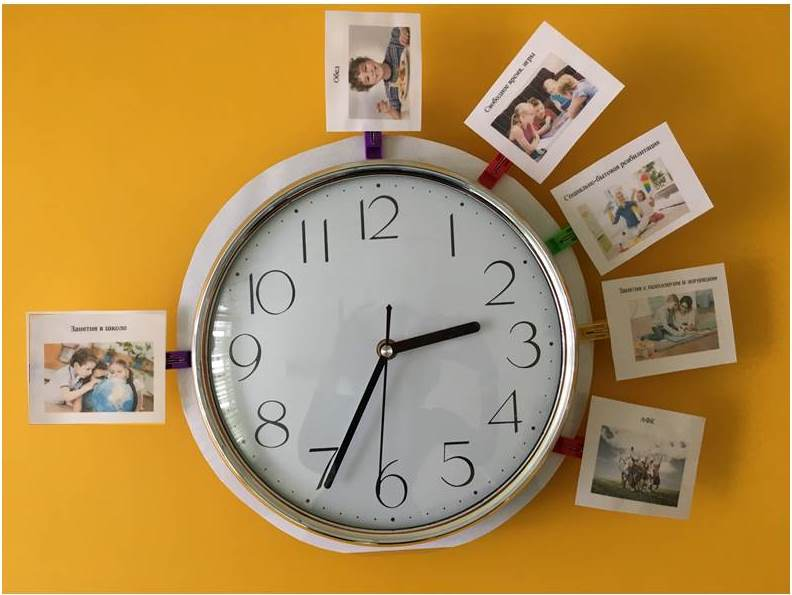 Обед
Свободное время, игры
Социально-бытовая реабилитация
Занятия с психологом и логопедом
ЛФК
Занятия в школе
12
1
2
3
4
5
6
7
8
9
10
11